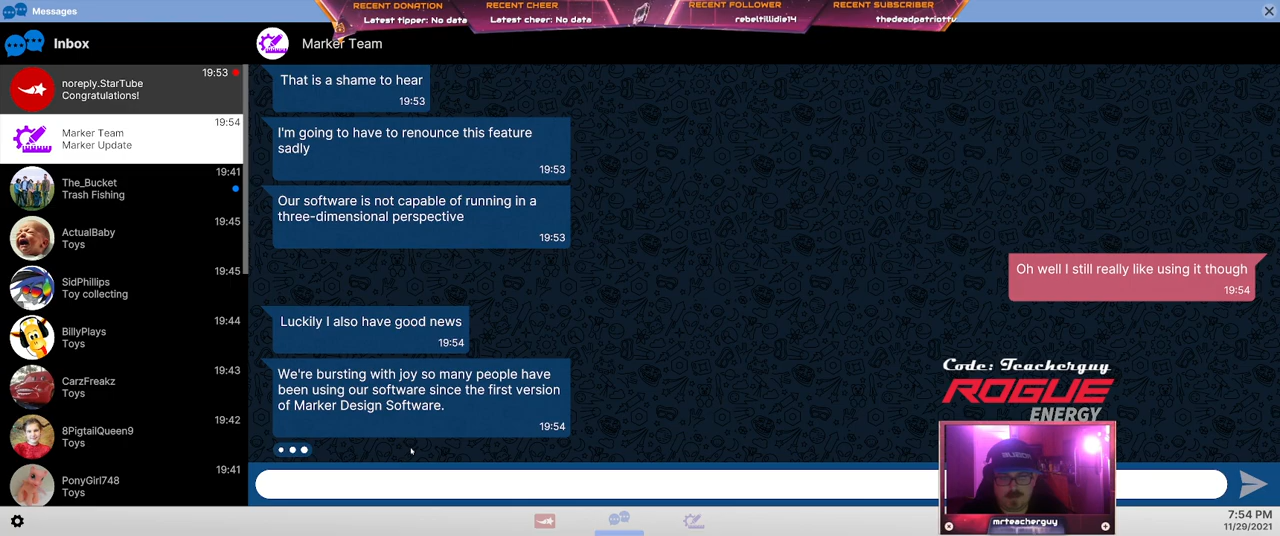 Messages
RECENT DONATION
Latest tipper: No data
RECENT CHEER
Latest cheer: No data
RECENT FOLLOWER
rebeltillidie14
RECENT SUBSCRIBER
thedeadpatriottv
Inbox
Marker Team
noreply.StarTube
Congratulations!
19:53
Marker Team
Marker Update
19:54
The_Bucket
Trash Fishing
19:41
ActualBaby
Toys
19:45
SidPhillips
Toy collecting
19:45
BillyPlays
Toys
19:44
CarzFreakz
Toys
19:43
8PigtailQueen9
Toys
19:42
PonyGirl748
Toys
19:41
That is a shame to hear
19:53
I'm going to have to renounce this feature
sadly
19:53
Our software is not capable of running in a
three-dimensional perspective
19:53
Oh well I still really like using it though
19:54
Luckily I also have good news
19:54
We're bursting with joy so many people have
been using our software since the first version
of Marker Design Software.
19:54
Code: Teacherguy
ROGUE
ENERGY
mrteacherguy
7:54 PM
11/29/2021